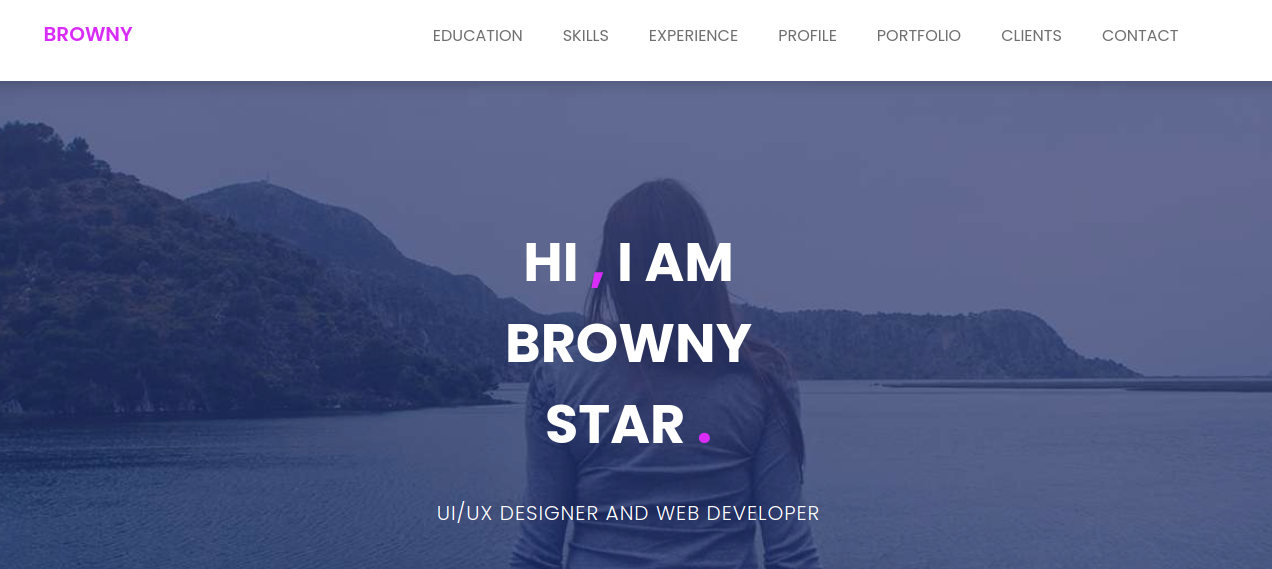 BROWNY
EDUCATION SKILLS EXPERIENCE PROFILE PORTFOLIO CLIENTS CONTACT
HI , I AM
BROWNY
STAR .
UI/UX DESIGNER AND WEB DEVELOPER